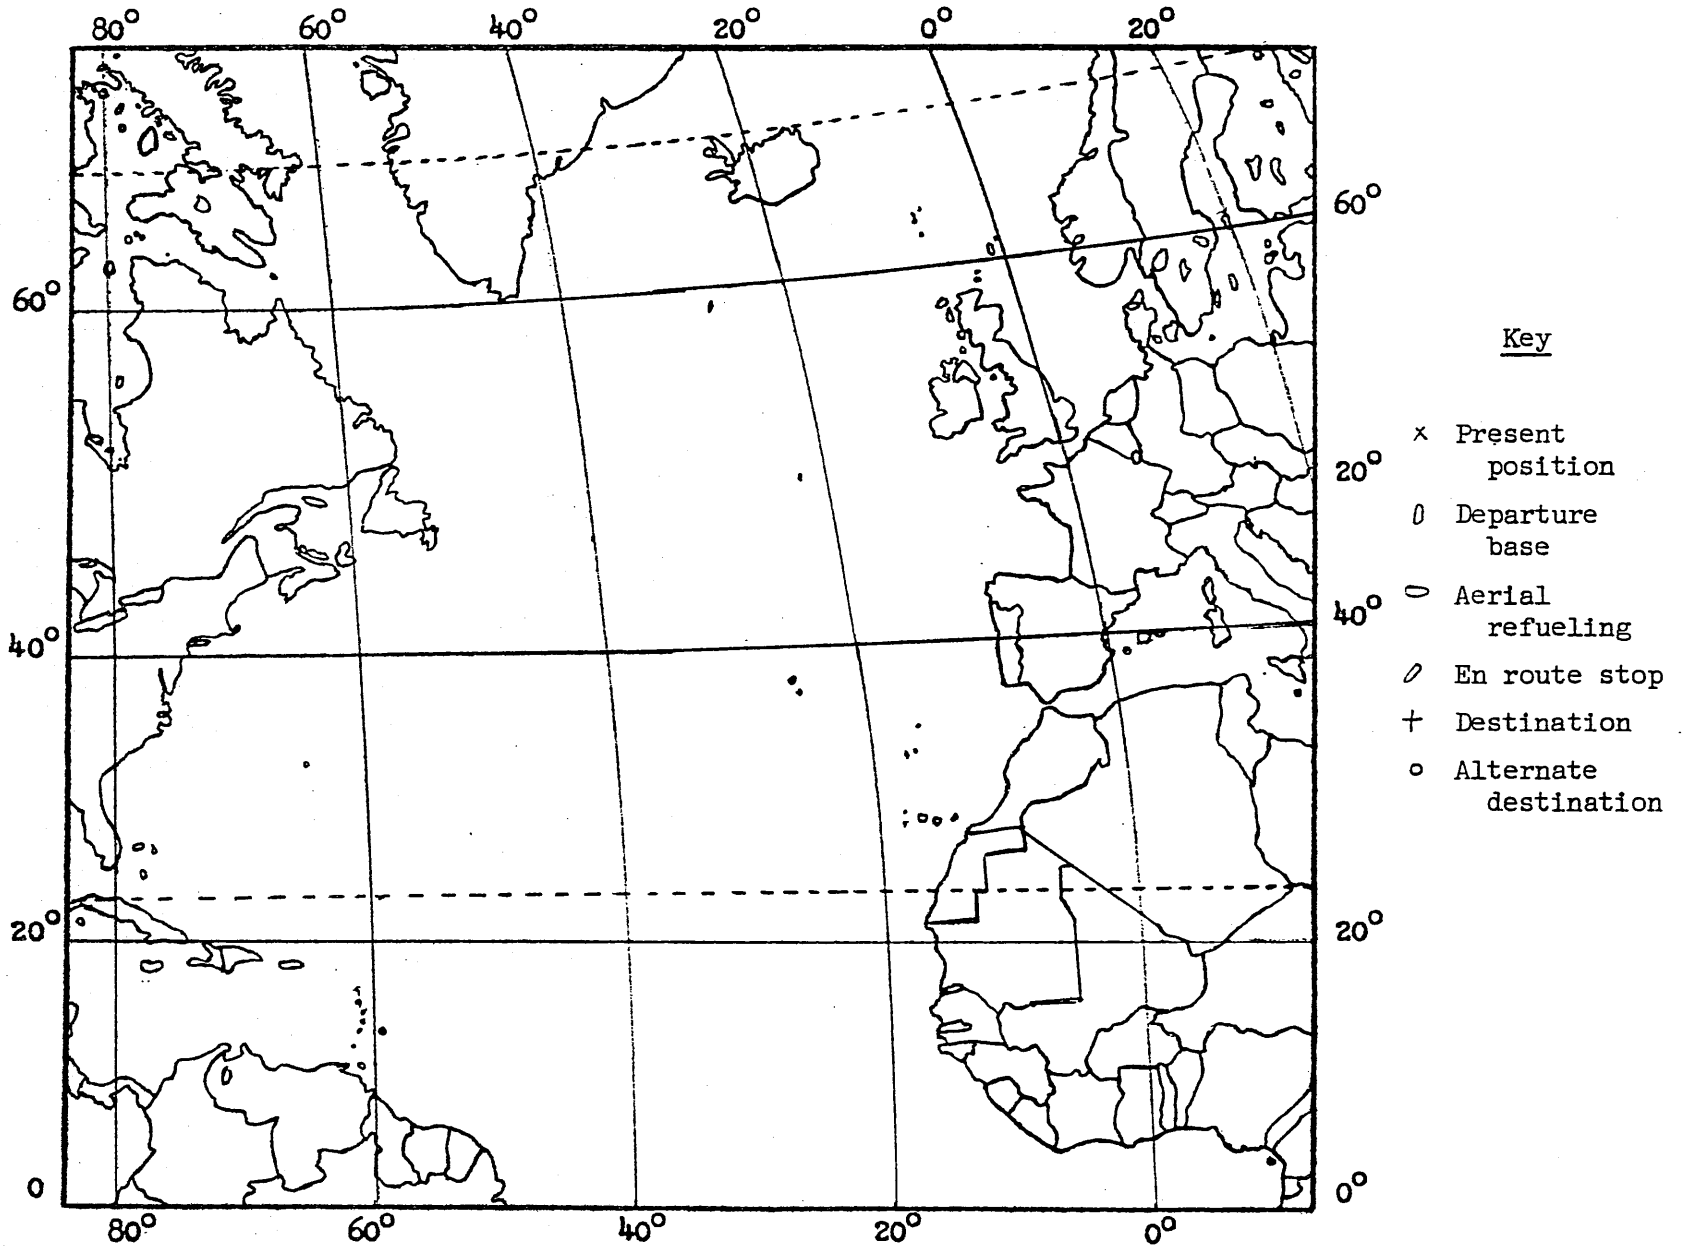 80° 60° 40° 20° 0° 20°
60°
60°
Key
x Present
position
20°
Departure
base
Aerial
refueling
40°
40°
En route stop
+ Destination
Alternate
destination
20°
20°
0
0°
80° 60° 40° 20° 0°